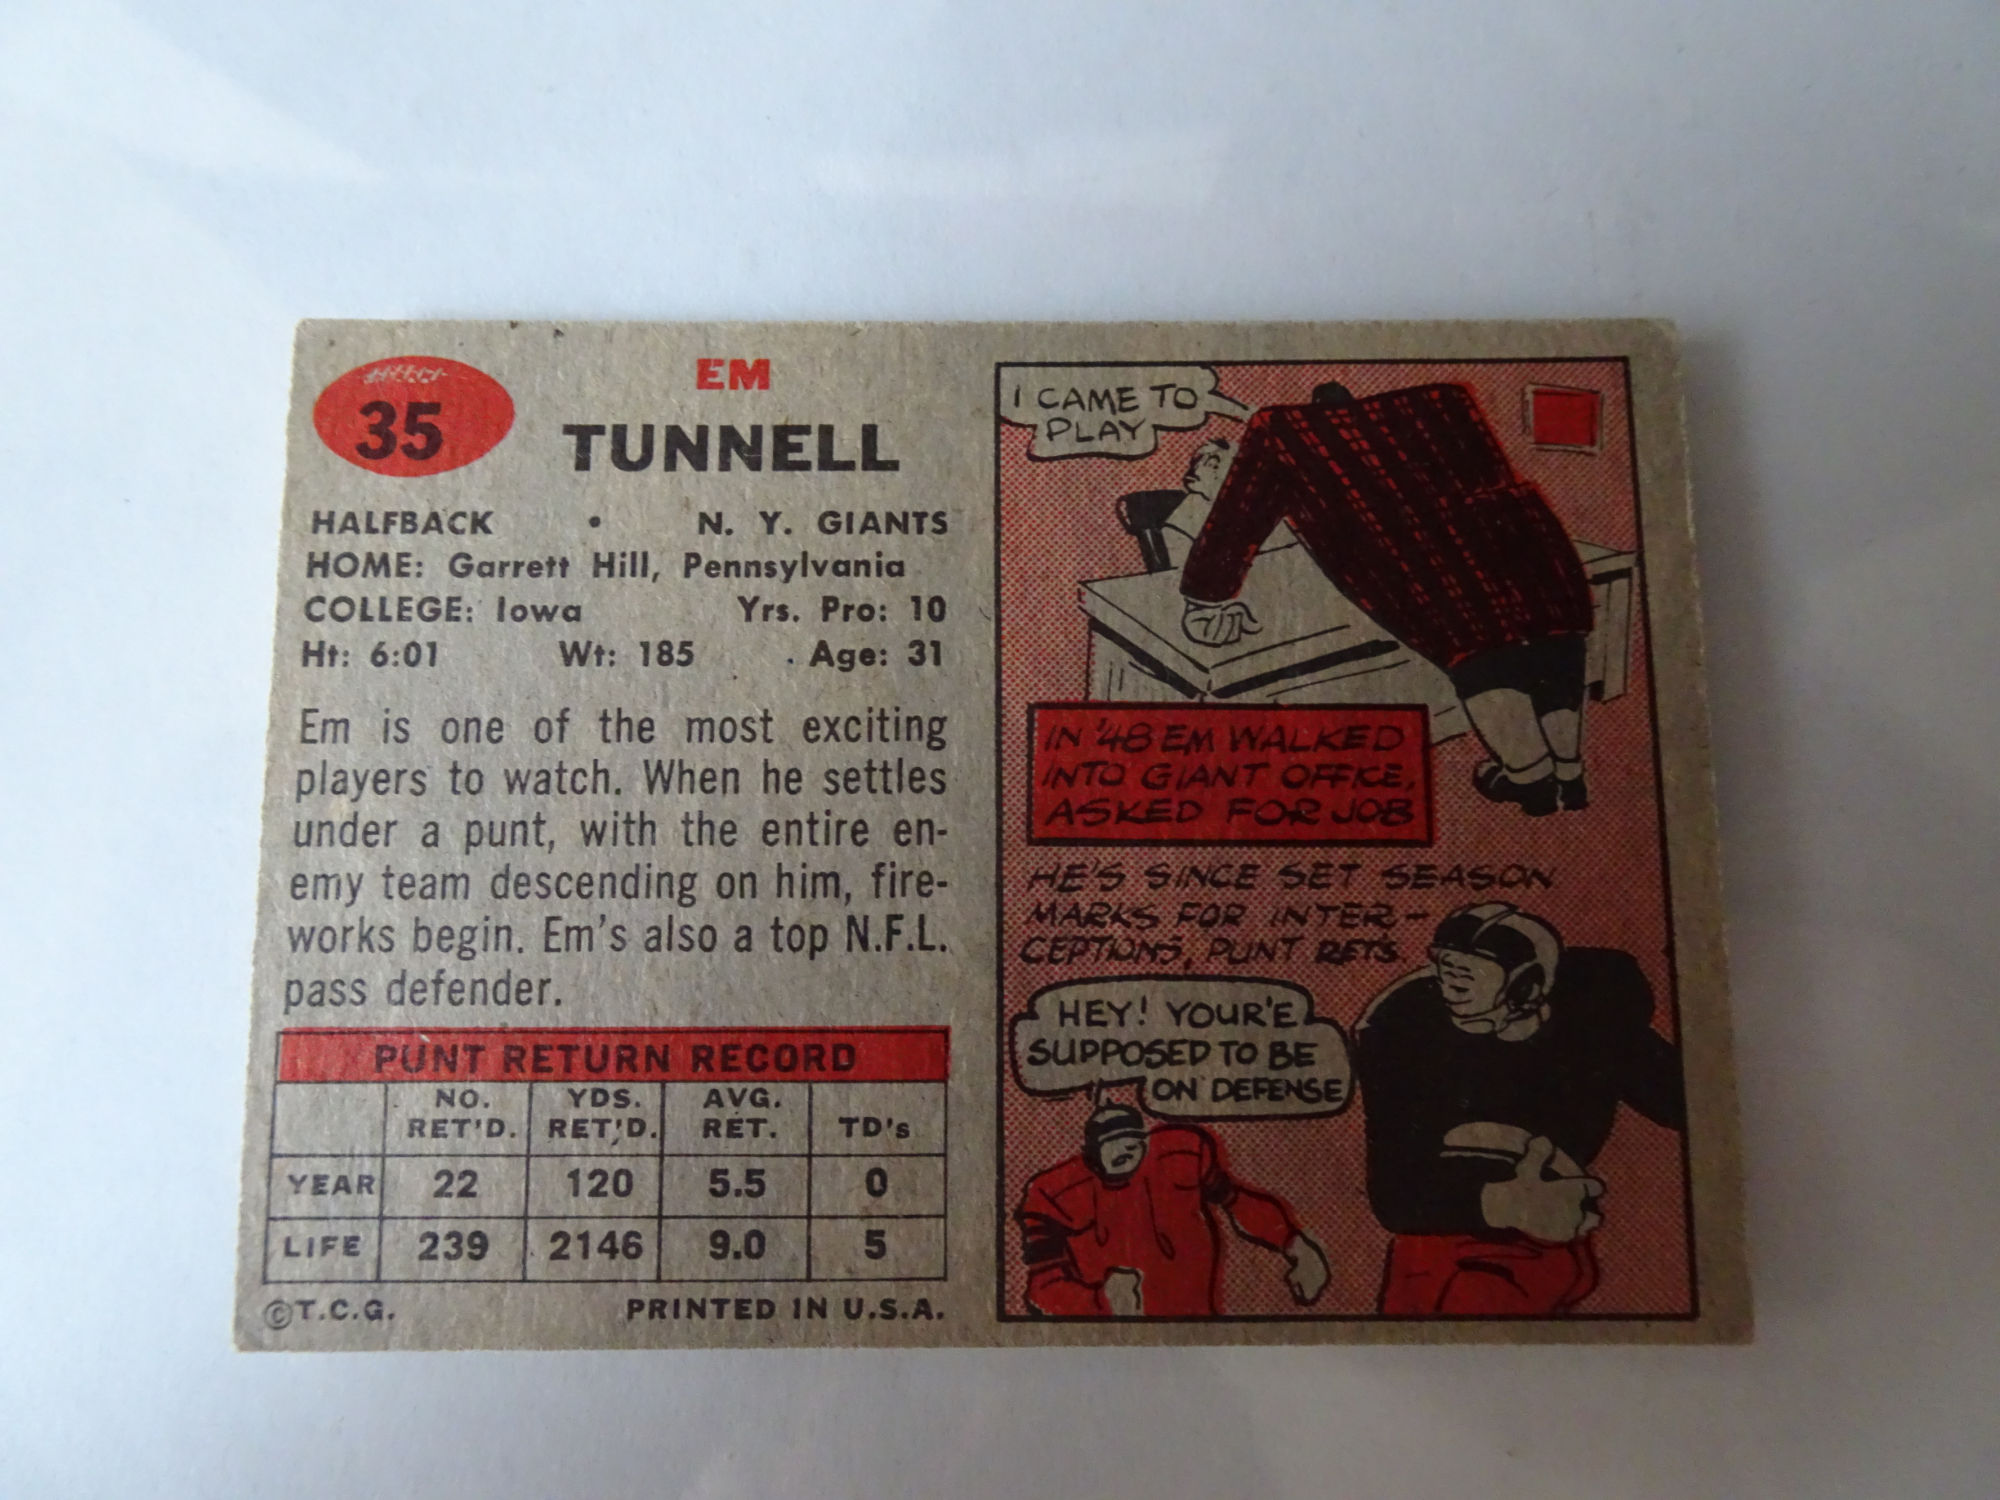 35
EM
TUNNELL
HALFBACK • N. Y. GIANTS
HOME: Garrett Hill, Pennsylvania
COLLEGE: Iowa Yrs. Pro: 10
Ht: 6:01 Wt: 185 Age: 31
Em is one of the most exciting
players to watch. When he settles
under a punt, with the entire en-
emy team descending on him, fire-
works begin. Em's also a top N.F.L.
pass defender.
PUNT RETURN RECORD
NO. YDS. AVG.
RET'D. RET'D. RET. TD's
YEAR 22 120 5.5 0
LIFE 239 2146 9.0 5
©T.C.G. PRINTED IN U.S.A.
I CAME TO
PLAY
IN '48 EM WALKED
INTO GIANT OFFICE,
ASKED FOR JOB
HE'S SINCE SET SEASON
MARKS FOR INTER-
CEPTIONS, PUNT RETS.
HEY! YOUR'E
SUPPOSED TO BE
ON DEFENSE